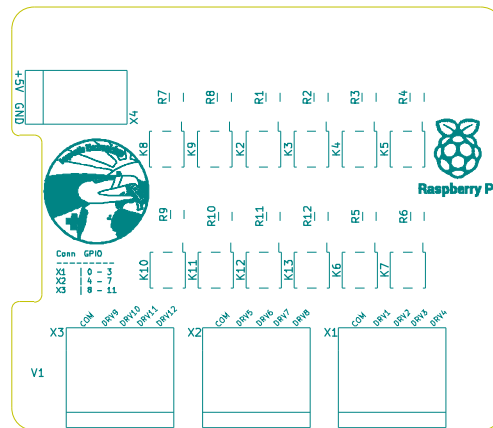 +5V
GND
X4
R7 R8 R1 R2 R3 R4
K8 K9 K2 K3 K4 K5
Raspberry P
R9 R10 R11 R12 R5 R6
K10 K11 K12 K13 K6 K7
Conn GPIO
X1 | 0 - 3
X2 | 4 - 7
X3 | 8 - 11
X3 COM DRV9 DRV10 DRV11 DRV12
X2 COM DRV5 DRV6 DRV7 DRV8
X1 COM DRV1 DRV2 DRV3 DRV4
V1